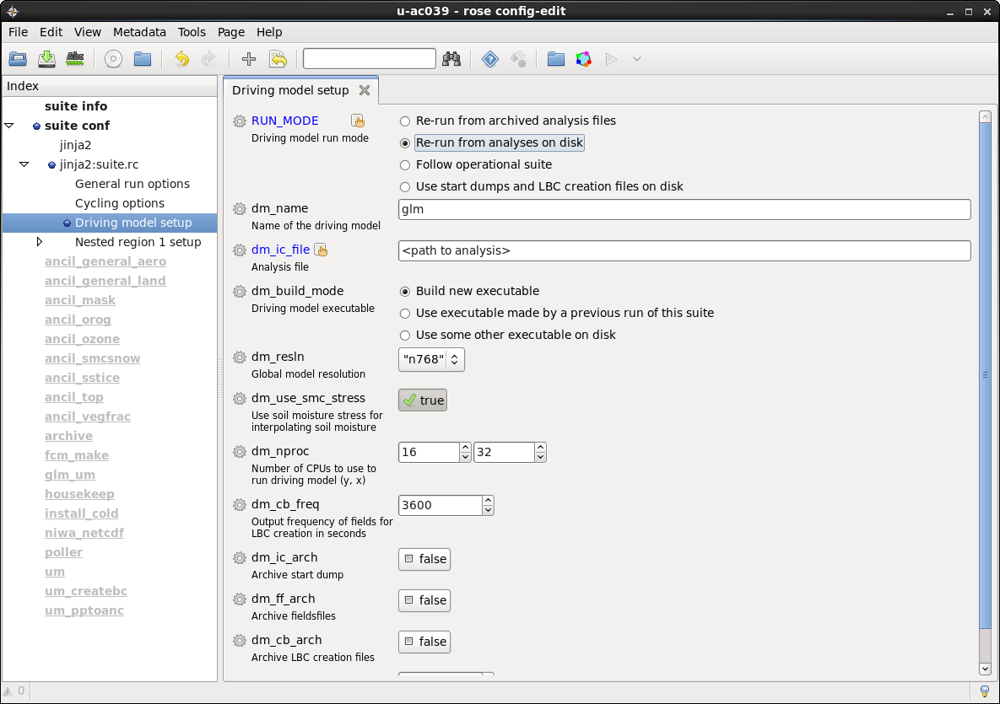 u-ac039 - rose config-edit
File Edit View Metadata Tools Page Help
Abc
Index
suite info
suite conf
jinja2
jinja2:suite.rc
General run options
Cycling options
Driving model setup
Nested region 1 setup
ancil_general_aero
ancil_general_land
ancil_mask
ancil_orog
ancil_ozone
ancil_smcsnow
ancil_sstice
ancil_top
ancil_vegfrac
archive
fcm_make
glm_um
housekeep
install_cold
niwa_netcdf
poller
um
um_createbc
um_pptoanc
Driving model setup
RUN_MODE
Driving model run mode
Re-run from archived analysis files
Re-run from analyses on disk
Follow operational suite
Use start dumps and LBC creation files on disk
dm_name
Name of the driving model
glm
dm_ic_file
Analysis file
<path to analysis>
dm_build_mode
Driving model executable
Build new executable
Use executable made by a previous run of this suite
Use some other executable on disk
dm_resln
Global model resolution
"n768"
dm_use_smc_stress
Use soil moisture stress for
interpolating soil moisture
true
dm_nproc
Number of CPUs to use to
run driving model (y, x)
16 32
dm_cb_freq
Output frequency of fields for
LBC creation in seconds
3600
dm_ic_arch
Archive start dump
false
dm_ff_arch
Archive fieldsfiles
false
dm_cb_arch
Archive LBC creation files
false
0